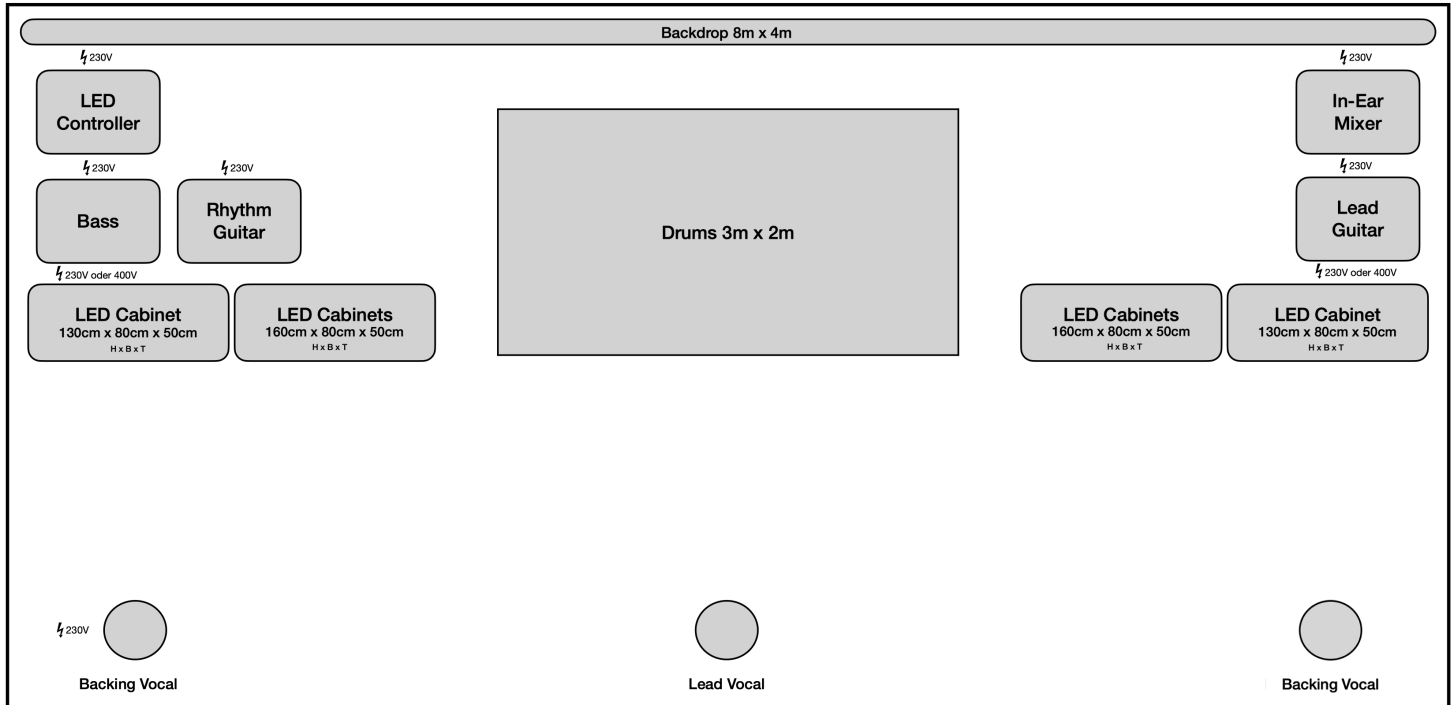 Backdrop 8m x 4m
230V
230V
LED
Controller
In-Ear
Mixer
230V
230V
230V
Bass
Rhythm
Guitar
Drums 3m x 2m
Lead
Guitar
230V oder 400V
230V oder 400V
LED Cabinet
130cm x 80cm x 50cm
H x B x T
LED Cabinets
160cm x 80cm x 50cm
H x B x T
LED Cabinets
160cm x 80cm x 50cm
H x B x T
LED Cabinet
130cm x 80cm x 50cm
H x B x T
230V
Backing Vocal
Lead Vocal
Backing Vocal